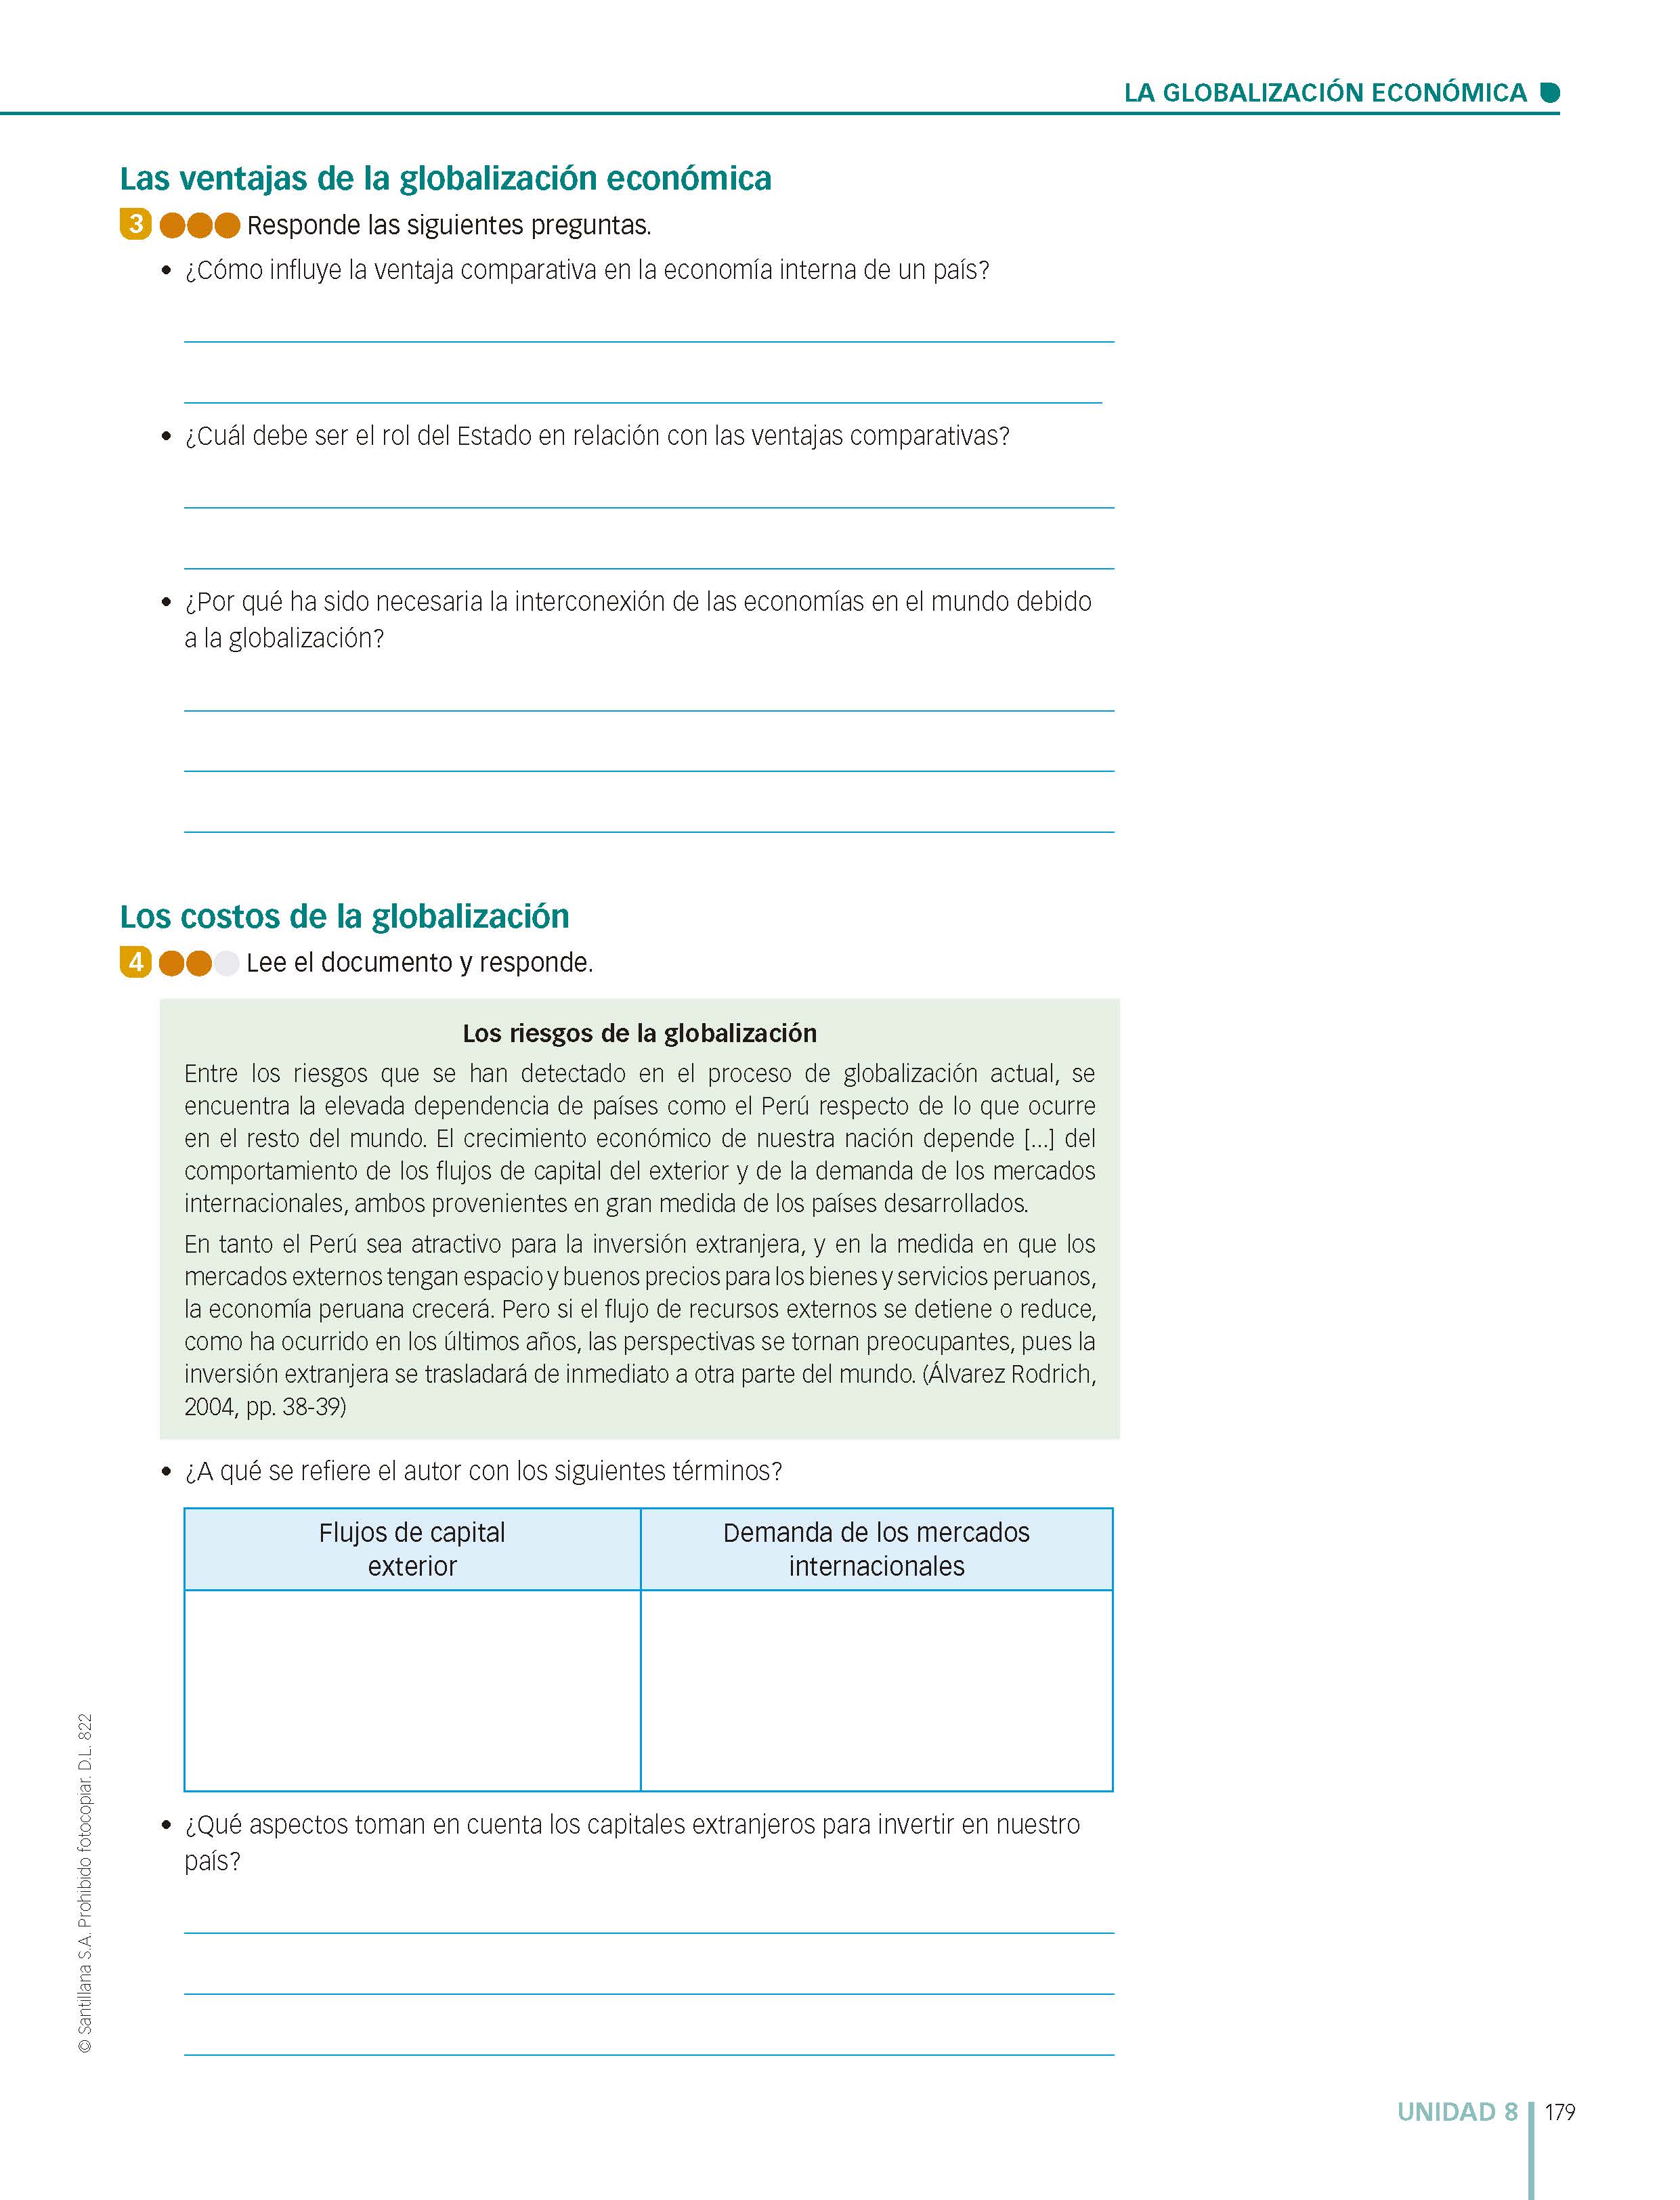 LA GLOBALIZACIÓN ECONÓMICA
Las ventajas de la globalización económica
3 Responde las siguientes preguntas.
• ¿Cómo influye la ventaja comparativa en la economía interna de un país?
• ¿Cuál debe ser el rol del Estado en relación con las ventajas comparativas?
• ¿Por qué ha sido necesaria la interconexión de las economías en el mundo debido
a la globalización?
Los costos de la globalización
4 Lee el documento y responde.
Los riesgos de la globalización
Entre los riesgos que se han detectado en el proceso de globalización actual, se
encuentra la elevada dependencia de países como el Perú respecto de lo que ocurre
en el resto del mundo. El crecimiento económico de nuestra nación depende [...] del
comportamiento de los flujos de capital del exterior y de la demanda de los mercados
internacionales, ambos provenientes en gran medida de los países desarrollados.
En tanto el Perú sea atractivo para la inversión extranjera, y en la medida en que los
mercados externos tengan espacio y buenos precios para los bienes y servicios peruanos,
la economía peruana crecerá. Pero si el flujo de recursos externos se detiene o reduce,
como ha ocurrido en los últimos años, las perspectivas se tornan preocupantes, pues la
inversión extranjera se trasladará de inmediato a otra parte del mundo. (Álvarez Rodrich,
2004, pp. 38-39)
• ¿A qué se refiere el autor con los siguientes términos?
Flujos de capital
exterior
Demanda de los mercados
internacionales
• ¿Qué aspectos toman en cuenta los capitales extranjeros para invertir en nuestro
país?
© Santillana S.A. Prohibido fotocopiar. D.L. 822
UNIDAD 8 179